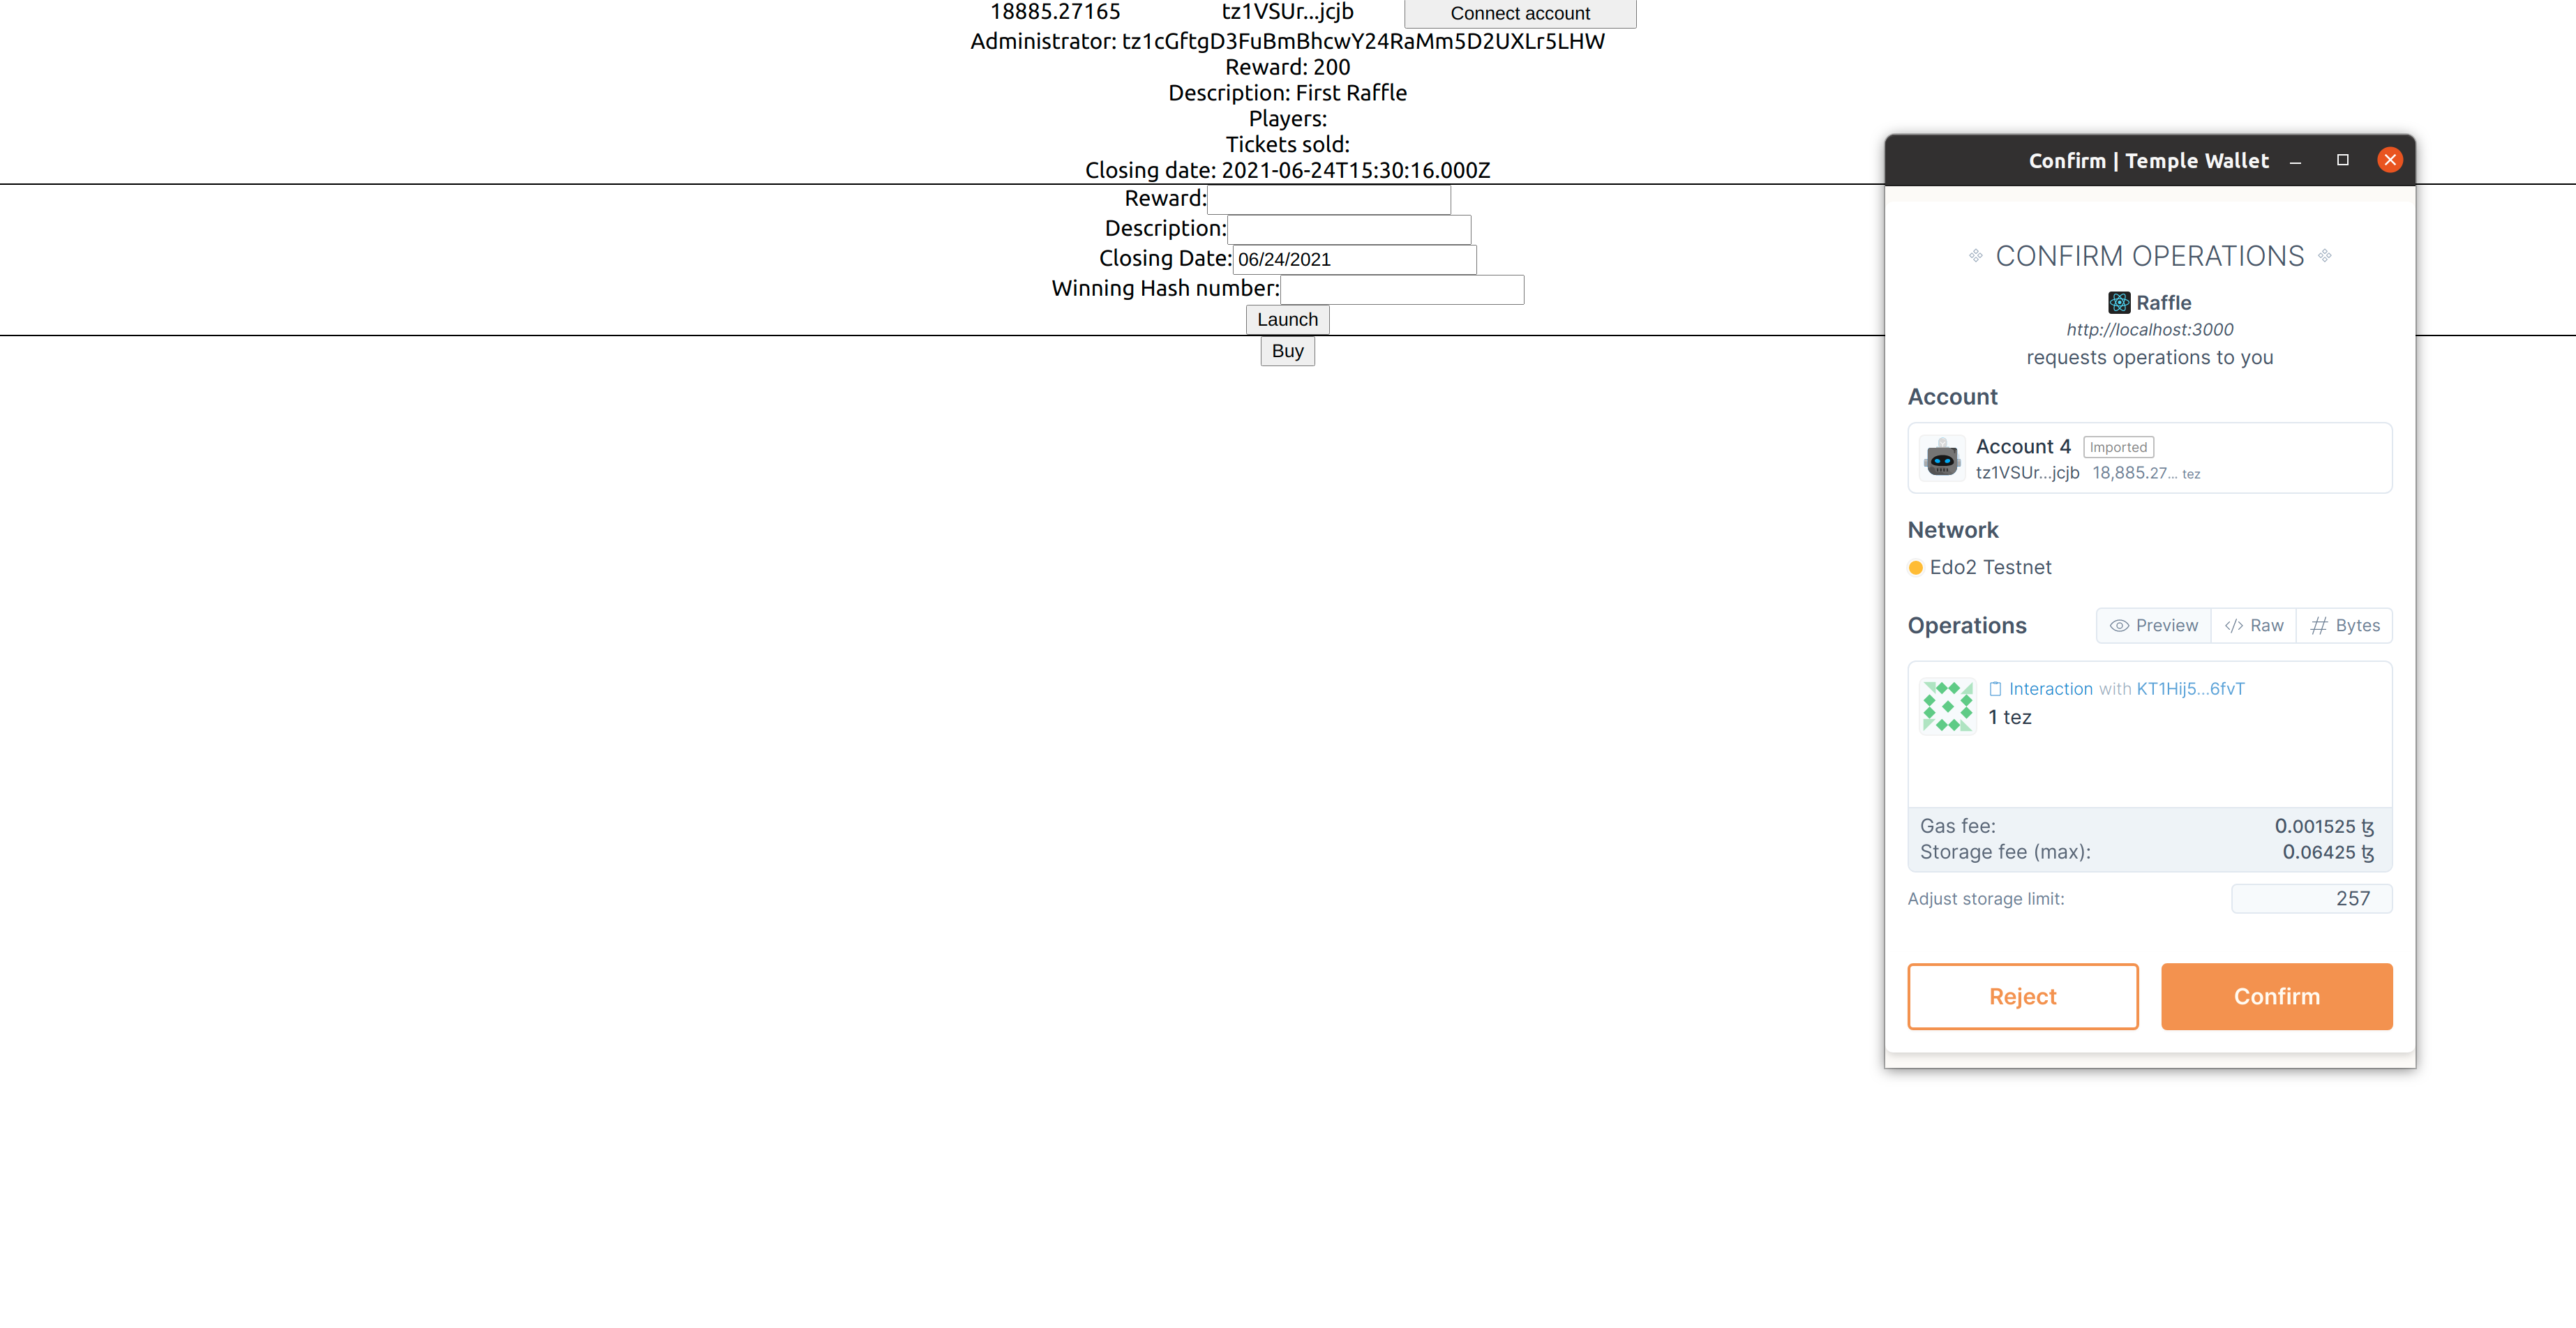 18885.27165 tz1VSUr...jcjb Connect account
Administrator: tz1cGftgD3FuBmBhcwY24RaMm5D2UXLr5LHW
Reward: 200
Description: First Raffle
Players:
Tickets sold:
Closing date: 2021-06-24T15:30:16.000Z
Reward:
Description:
Closing Date: 06/24/2021
Winning Hash number:
Launch
Buy
Confirm | Temple Wallet
CONFIRM OPERATIONS
Raffle
http://localhost:3000
requests operations to you
Account
Account 4 Imported
tz1VSUr...jcjb 18,885.27... tez
Network
Edo2 Testnet
Operations Preview </> Raw # Bytes
Interaction with KT1Hij5...6fvT
1 tez
Gas fee: 0.001525 ꜩ
Storage fee (max): 0.06425 ꜩ
Adjust storage limit: 257
Reject Confirm